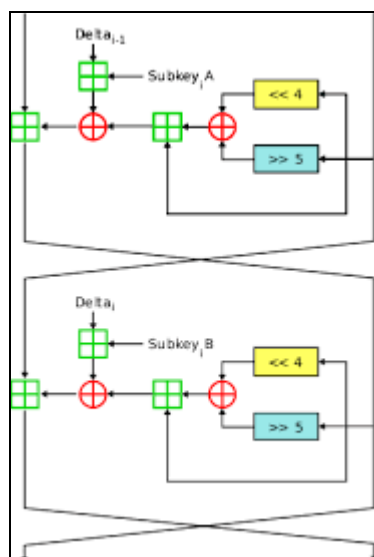 Delta i-1
Subkey i A
<< 4
>> 5
Delta i
Subkey i B
<< 4
>> 5